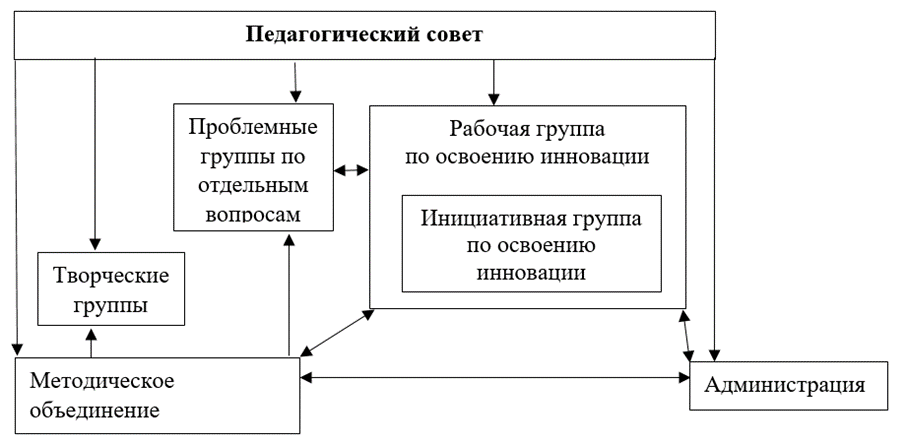 Педагогический совет
Проблемные
группы по
отдельным
вопросам
Рабочая группа
по освоению инновации
Инициативная группа
по освоению
инновации
Творческие
группы
Методическое
объединение
Администрация